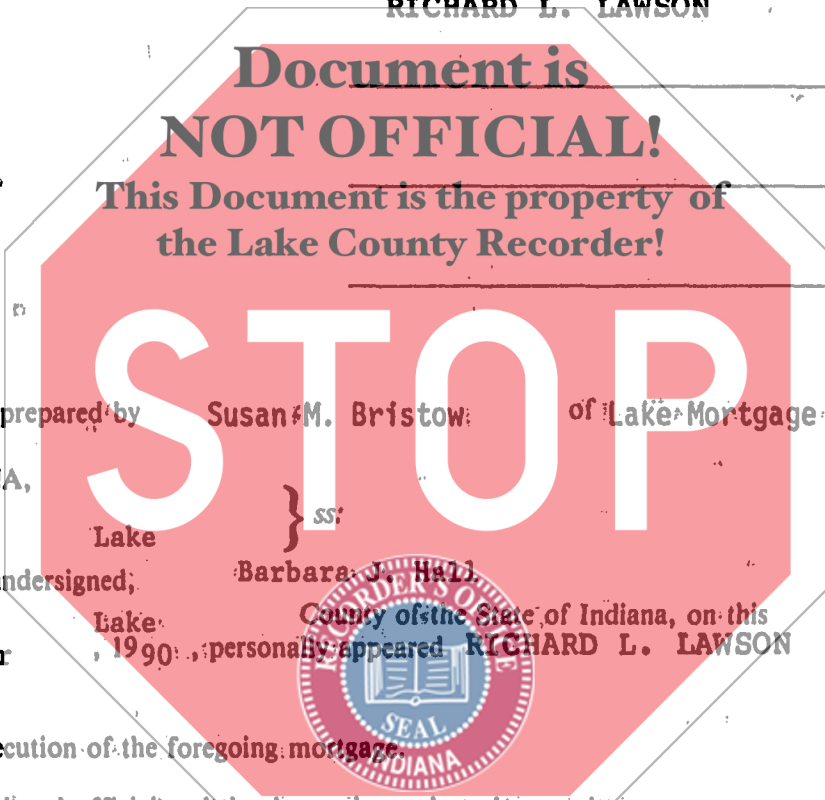 RICHARD L. LAWSON
Document is
NOT OFFICIAL!
This Document is the property of
the Lake County Recorder!
STOP
prepared by Susan M. Bristow of Lake Mortgage
A,
} ss:
Lake
ndersigned, Barbara J. Hall
Lake County of the State of Indiana, on this
r , 1990 , personally appeared RICHARD L. LAWSON
RECORDER'S OFFICE
SEAL
INDIANA
cution of the foregoing mortgage.